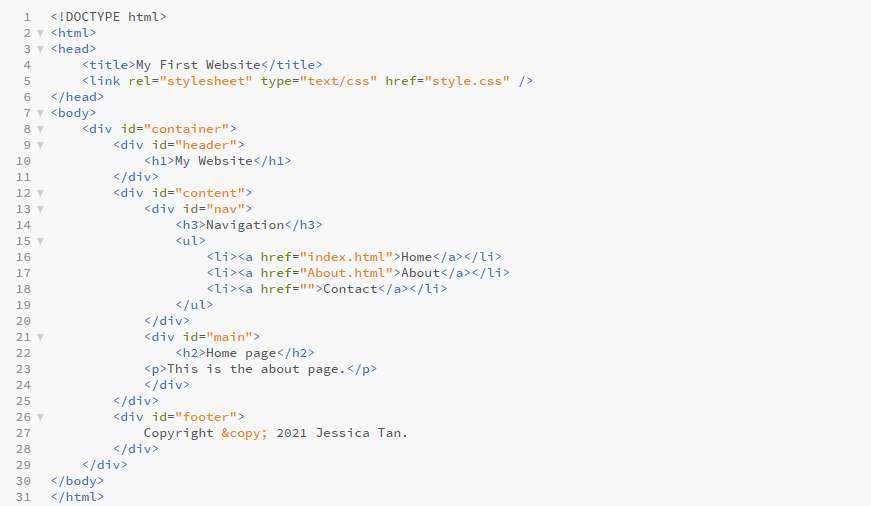 1 <!DOCTYPE html>
2 <html>
3 <head>
4     <title>My First Website</title>
5     <link rel="stylesheet" type="text/css" href="style.css" />
6 </head>
7 <body>
8     <div id="container">
9         <div id="header">
10             <h1>My Website</h1>
11         </div>
12         <div id="content">
13             <div id="nav">
14                 <h3>Navigation</h3>
15                 <ul>
16                     <li><a href="index.html">Home</a></li>
17                     <li><a href="About.html">About</a></li>
18                     <li><a href="">Contact</a></li>
19                 </ul>
20             </div>
21             <div id="main">
22                 <h2>Home page</h2>
23             <p>This is the about page.</p>
24             </div>
25         </div>
26         <div id="footer">
27             Copyright &copy; 2021 Jessica Tan.
28         </div>
29     </div>
30 </body>
31 </html>